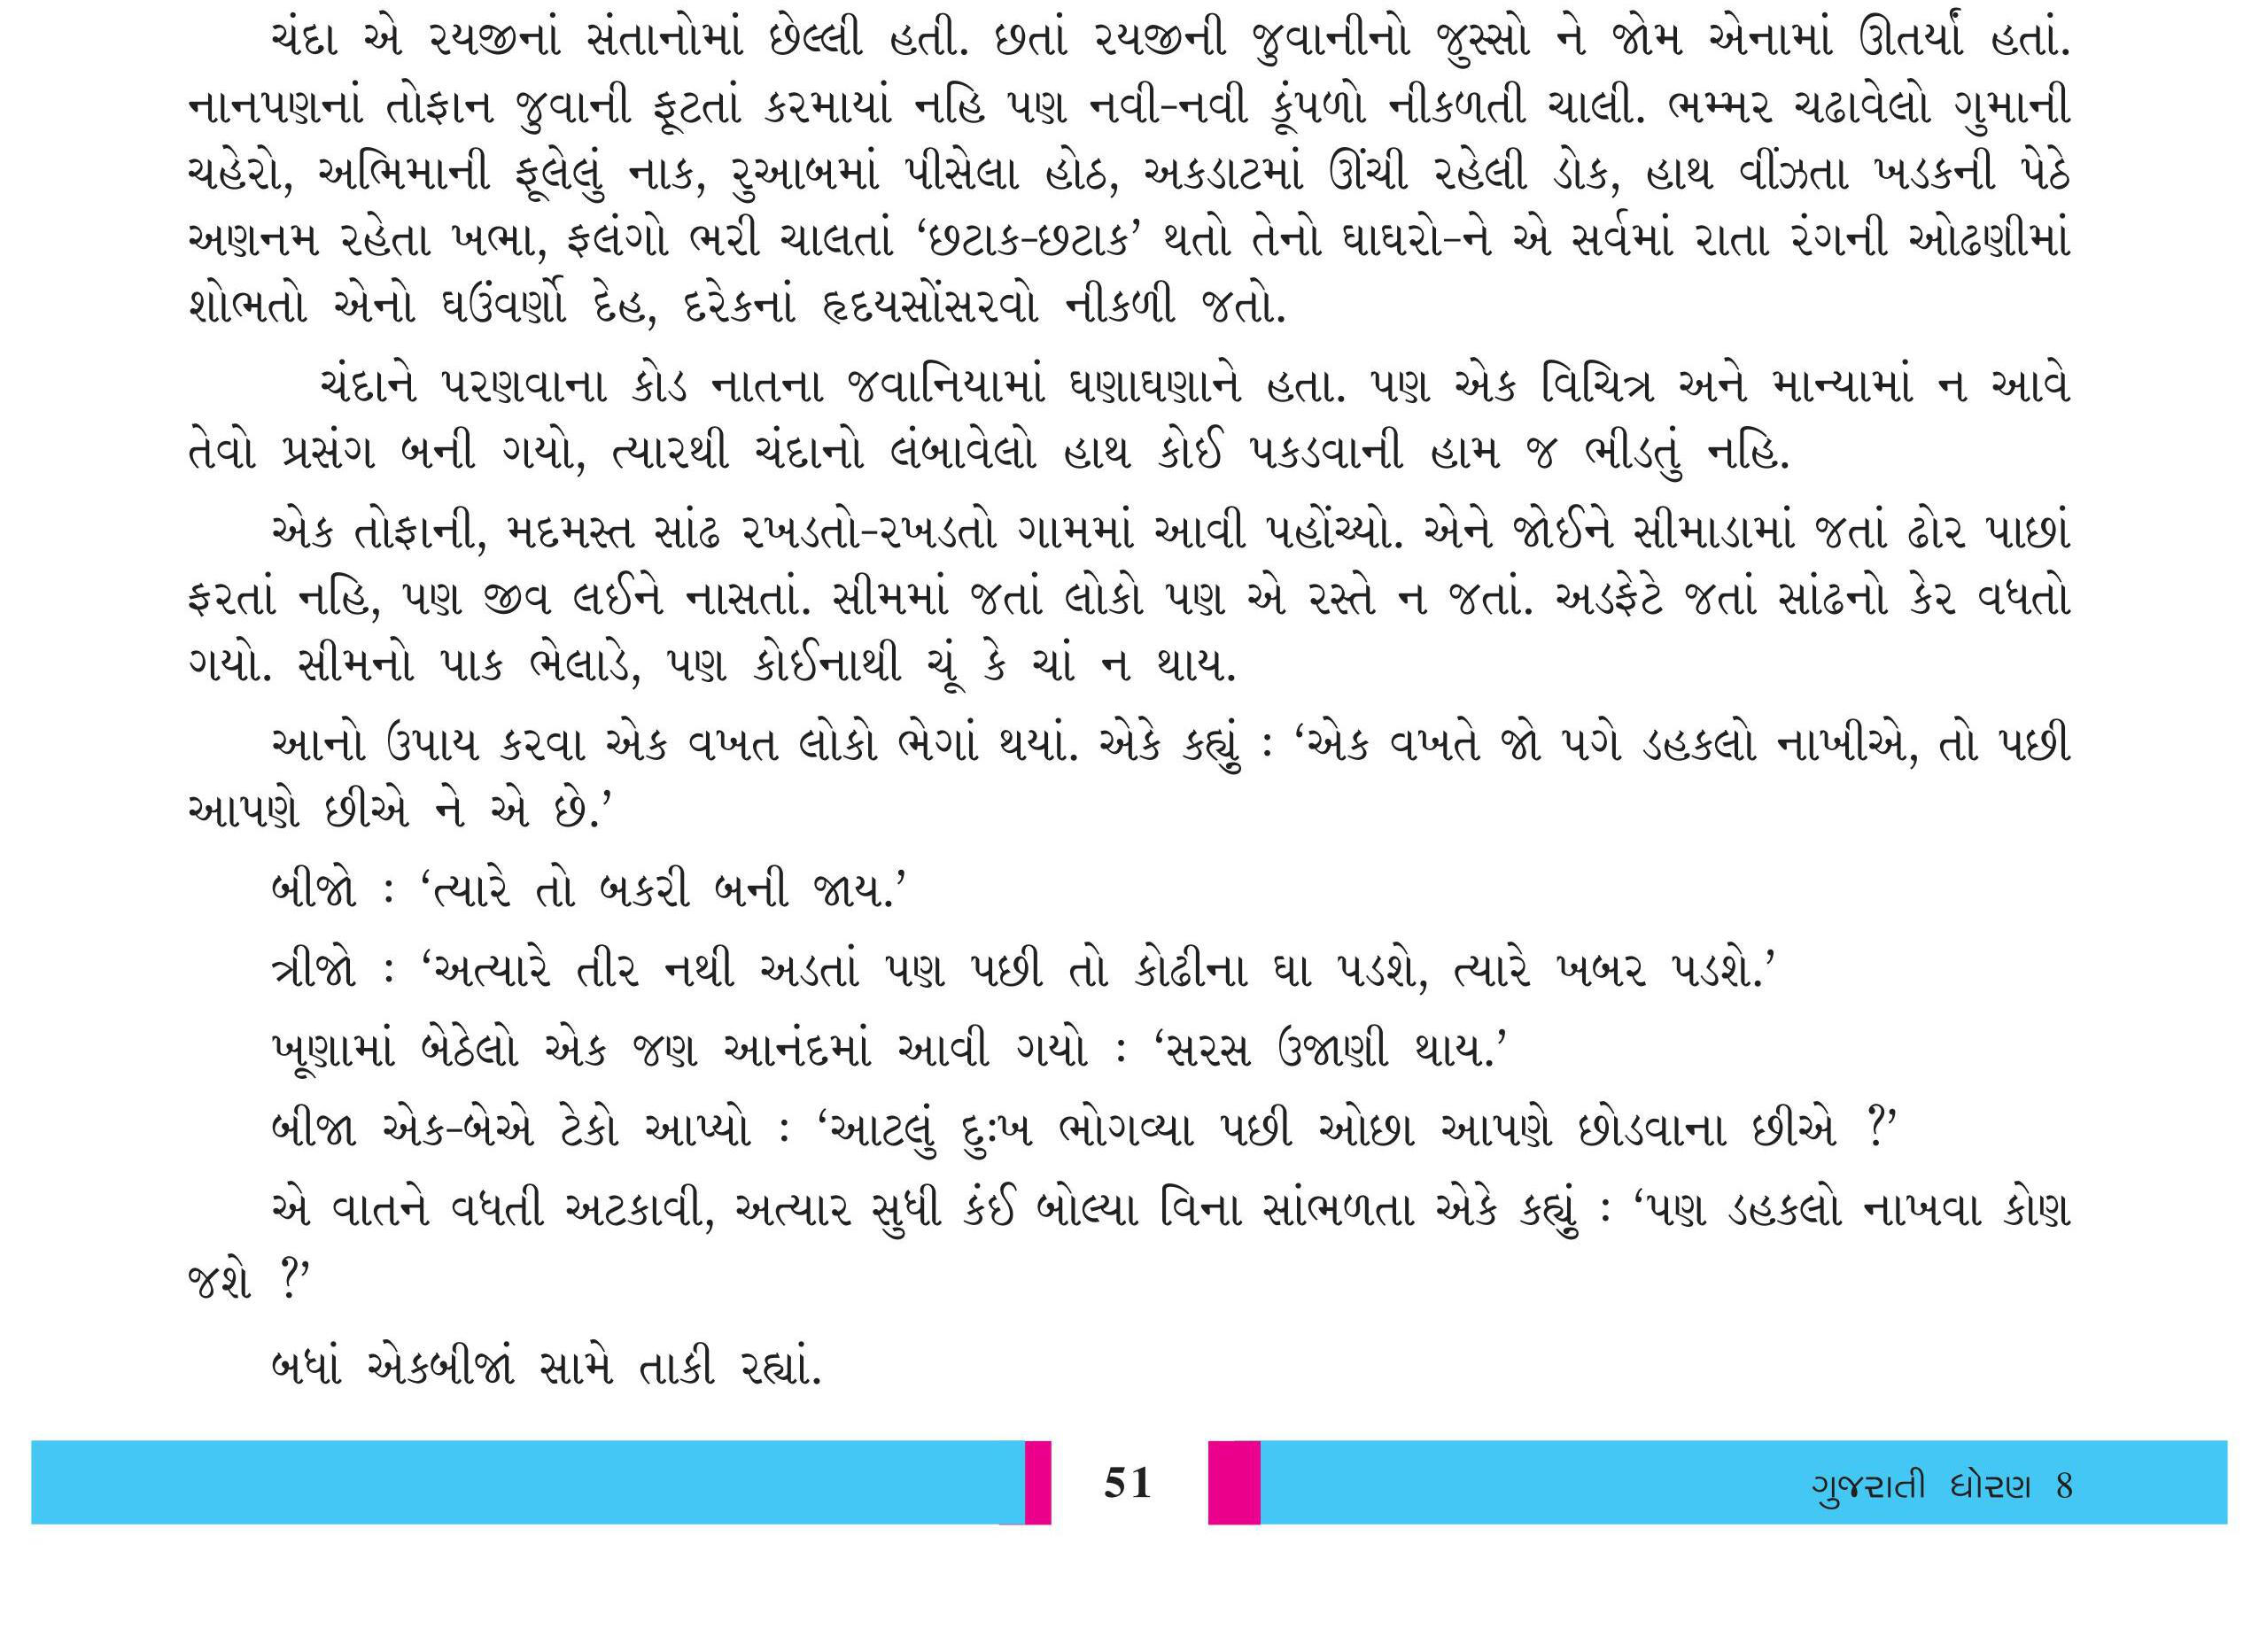 ચંદા એ રયજીનાં સંતાનોમાં છેલ્લી હતી. છતાં રયજીની જુવાનીનો જુસ્સો ને જોમ એનામાં ઊતર્યાં હતાં.
નાનપણનાં તોફાન જુવાની ફૂટતાં કરમાયાં નહિ પણ નવી-નવી કૂંપળો નીકળતી ચાલી. ભમ્મર ચઢાવેલો ગુમાની
ચહેરો, અભિમાની ફૂલેલું નાક, રુઆબમાં પીસેલા હોઠ, અકડાટમાં ઊંચી રહેલી ડોક, હાથ વીંઝતા ખડકની પેઠે
અણનમ રહેતા ખભા, ફલંગો ભરી ચાલતાં ‘છટાક-છટાક’ થતો તેનો ઘાઘરો-ને એ સર્વમાં રાતા રંગની ઓઢણીમાં
શોભતો એનો ઘઉંવર્ણો દેહ, દરેકનાં હૃદયસોંસરવો નીકળી જતો.
ચંદાને પરણવાના કોડ નાતના જવાનિયામાં ઘણાઘણાને હતા. પણ એક વિચિત્ર અને માન્યામાં ન આવે
તેવો પ્રસંગ બની ગયો, ત્યારથી ચંદાનો લંબાવેલો હાથ કોઈ પકડવાની હામ જ ભીડતું નહિ.
એક તોફાની, મદમસ્ત સાંઢ રખડતો-રખડતો ગામમાં આવી પહોંચ્યો. એને જોઈને સીમાડામાં જતાં ઢોર પાછાં
ફરતાં નહિ, પણ જીવ લઈને નાસતાં. સીમમાં જતાં લોકો પણ એ રસ્તે ન જતાં. અડફેટે જતાં સાંઢનો કેર વધતો
ગયો. સીમનો પાક ભેલાડે, પણ કોઈનાથી ચૂં કે ચાં ન થાય.
આનો ઉપાય કરવા એક વખત લોકો ભેગાં થયાં. એકે કહ્યું : ‘એક વખતે જો પગે ડહકલો નાખીએ, તો પછી
આપણે છીએ ને એ છે.’
બીજો : ‘ત્યારે તો બકરી બની જાય.’
ત્રીજો : ‘અત્યારે તીર નથી અડતાં પણ પછી તો કોઢીના ઘા પડશે, ત્યારે ખબર પડશે.’
ખૂણામાં બેઠેલો એક જણ આનંદમાં આવી ગયો : ‘સરસ ઉજાણી થાય.’
બીજા એક-બેએ ટેકો આપ્યો : ‘આટલું દુઃખ ભોગવ્યા પછી ઓછા આપણે છોડવાના છીએ ?’
એ વાતને વધતી અટકાવી, અત્યાર સુધી કંઈ બોલ્યા વિના સાંભળતા એકે કહ્યું : ‘પણ ડહકલો નાખવા કોણ
જશે ?’
બધાં એકબીજાં સામે તાકી રહ્યાં.
51
ગુજરાતી ધોરણ 8